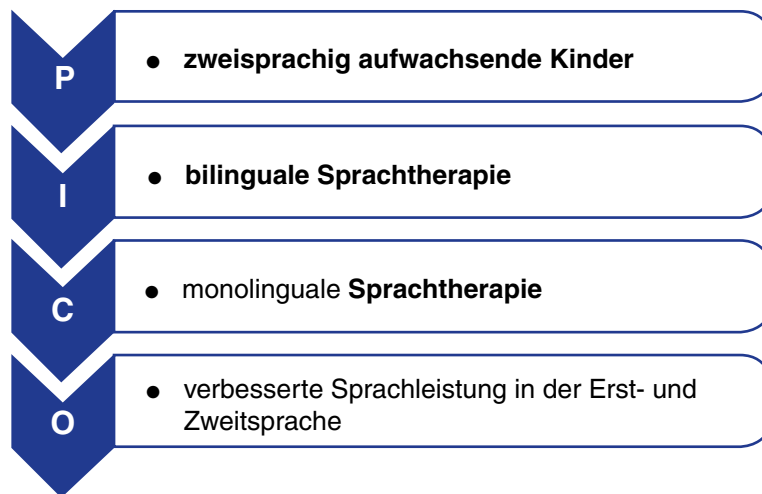 P
• zweisprachig aufwachsende Kinder
I
• bilinguale Sprachtherapie
C
• monolinguale Sprachtherapie
O
• verbesserte Sprachleistung in der Erst- und
Zweitsprache